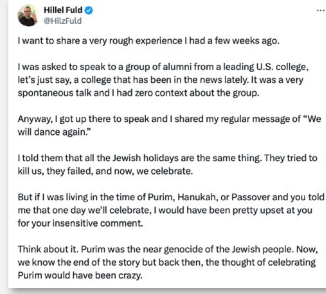 Hillel Fuld
@HilzFuld
I want to share a very rough experience I had a few weeks ago.
I was asked to speak to a group of alumni from a leading U.S. college,
let's just say, a college that has been in the news lately. It was a very
spontaneous talk and I had zero context about the group.
Anyway, I got up there to speak and I shared my regular message of "We
will dance again."
I told them that all the Jewish holidays are the same thing. They tried to
kill us, they failed, and now, we celebrate.
But if I was living in the time of Purim, Hanukah, or Passover and you told
me that one day we'll celebrate, I would have been pretty upset at you
for your insensitive comment.
Think about it. Purim was the near genocide of the Jewish people. Now,
we know the end of the story but back then, the thought of celebrating
Purim would have been crazy.